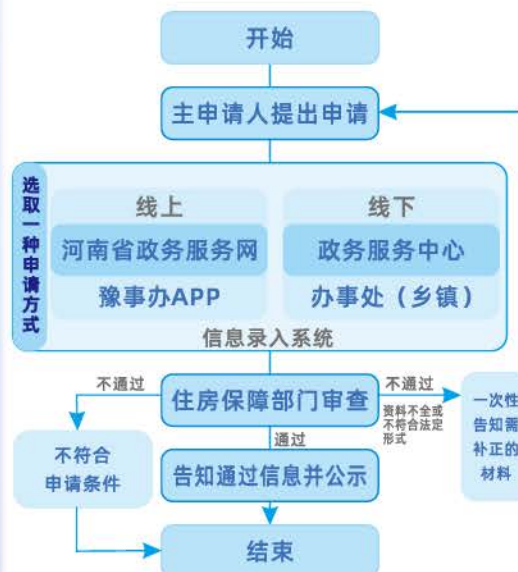 开始
主申请人提出申请
选取一种申请方式
线上
线下
河南省政务服务网
政务服务中心
豫事办APP
办事处（乡镇）
信息录入系统
不通过
住房保障部门审查
不通过
资料不全或
不符合法定
形式
一次性
告知需
补正的
材料
通过
不符合
申请条件
告知通过信息并公示
结束